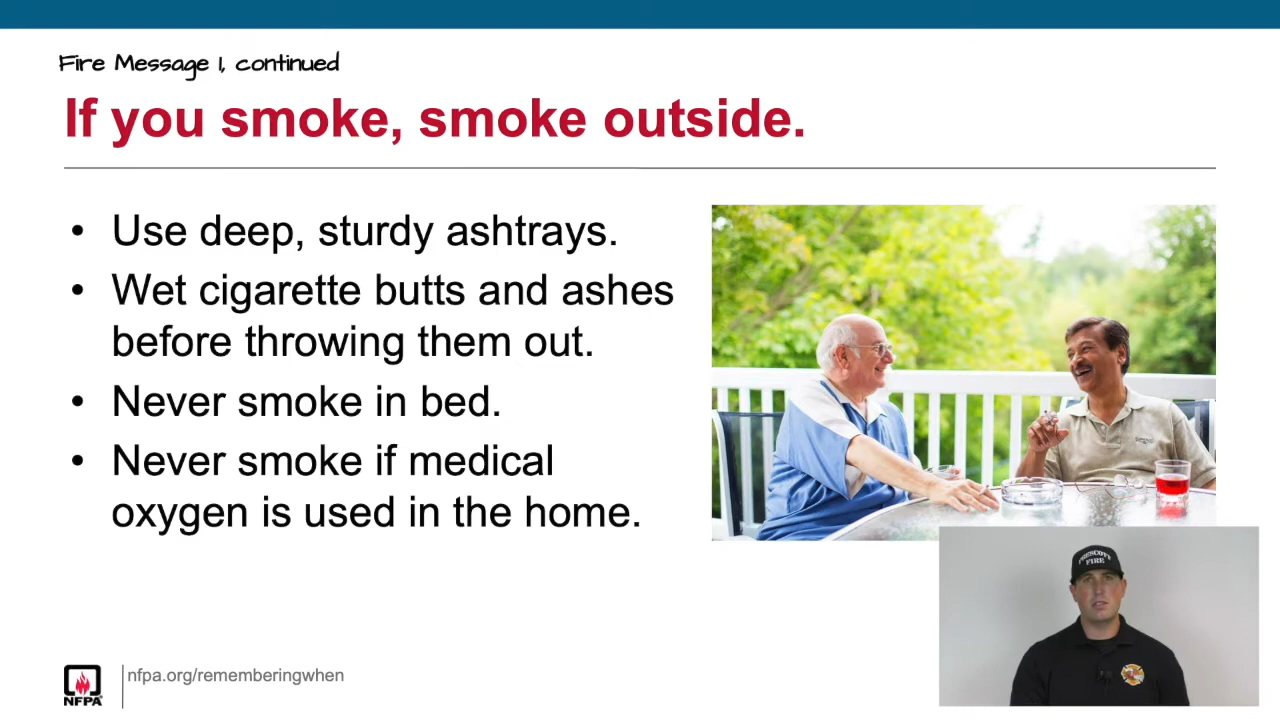 Fire Message 1, continued
If you smoke, smoke outside.
• Use deep, sturdy ashtrays.
• Wet cigarette butts and ashes
before throwing them out.
• Never smoke in bed.
• Never smoke if medical
oxygen is used in the home.
PRESCOTT
FIRE
NFPA
nfpa.org/rememberingwhen